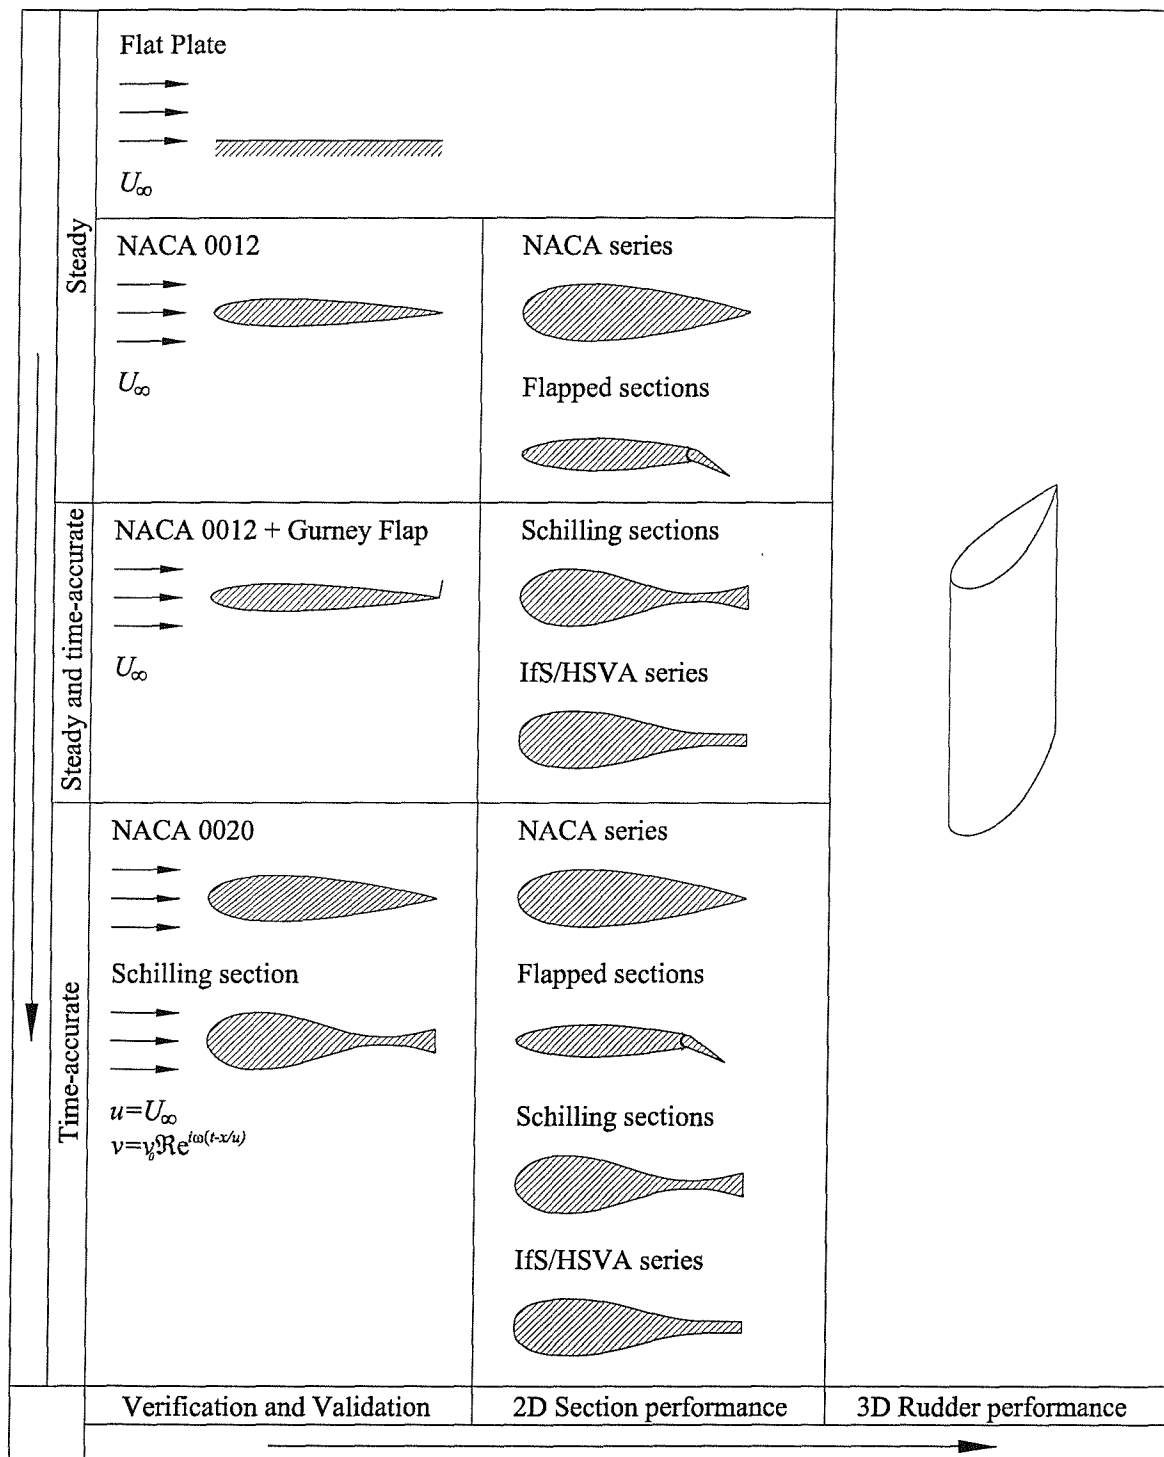 Flat Plate
U∞
Steady
NACA 0012
U∞
NACA series
Flapped sections
Steady and time-accurate
NACA 0012 + Gurney Flap
U∞
Schilling sections
IfS/HSVA series
Time-accurate
NACA 0020
Schilling section
u=U∞
v=v₀ℜe^iω(t-x/u)
NACA series
Flapped sections
Schilling sections
IfS/HSVA series
Verification and Validation
2D Section performance
3D Rudder performance